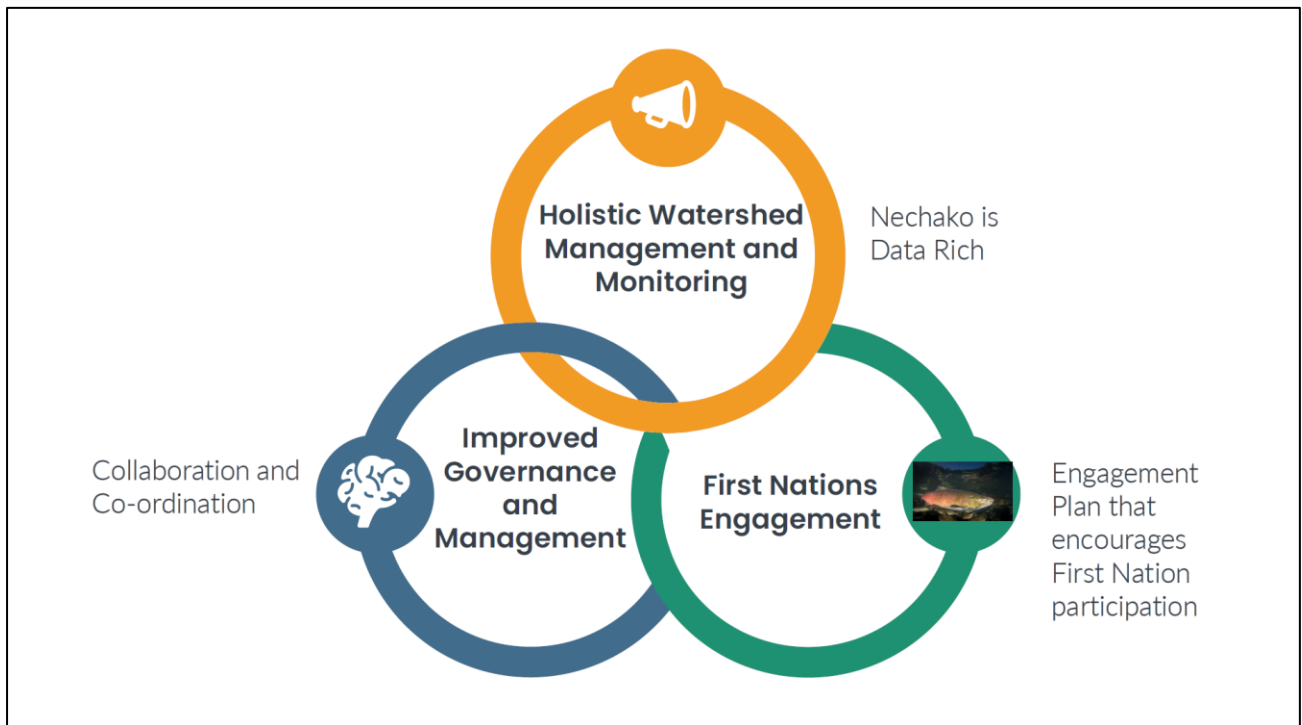 Holistic Watershed
Management and
Monitoring
Nechako is
Data Rich
Collaboration and
Co-ordination
Improved
Governance
and
Management
First Nations
Engagement
Engagement
Plan that
encourages
First Nation
participation